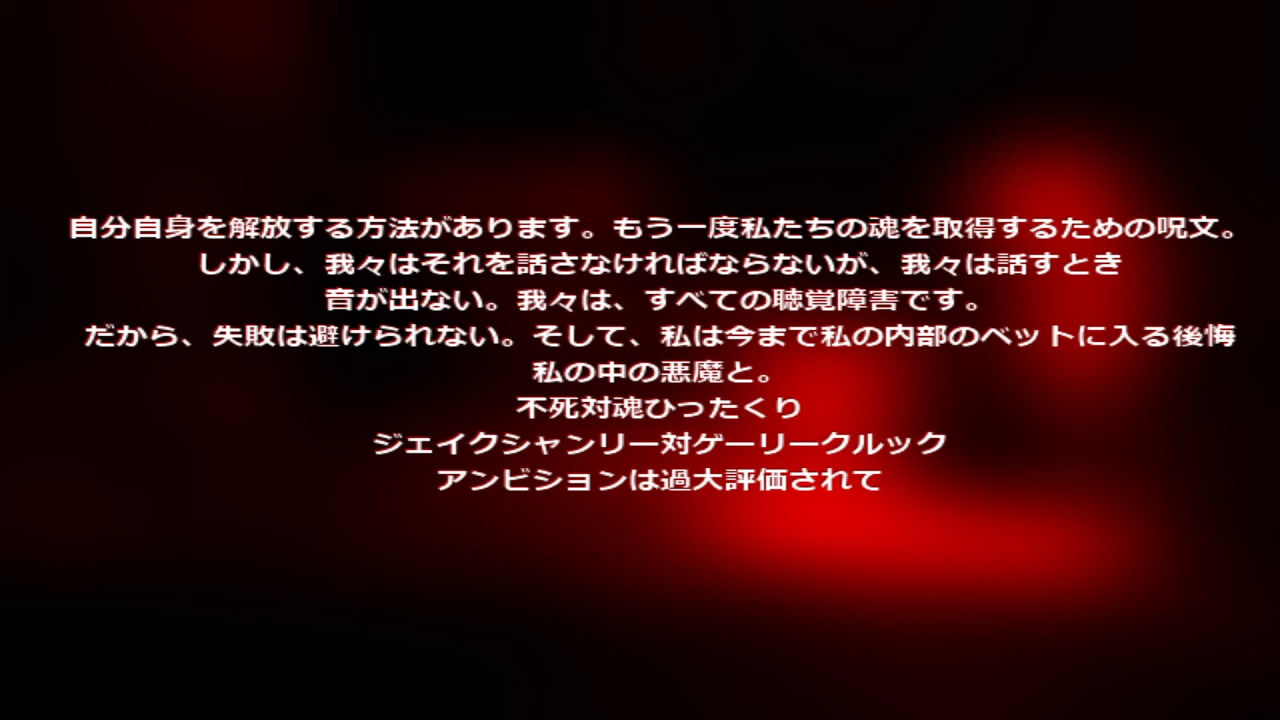 自分自身を解放する方法があります。もう一度私たちの魂を取得するための呪文。
しかし、我々はそれを話さなければならないが、我々は話すとき
音が出ない。我々は、すべての聴覚障害です。
だから、失敗は避けられない。そして、私は今まで私の内部のベットに入る後悔
私の中の悪魔と。
不死対魂ひったくり
ジェイクシャンリー対ゲーリークルック
アンビションは過大評価されて